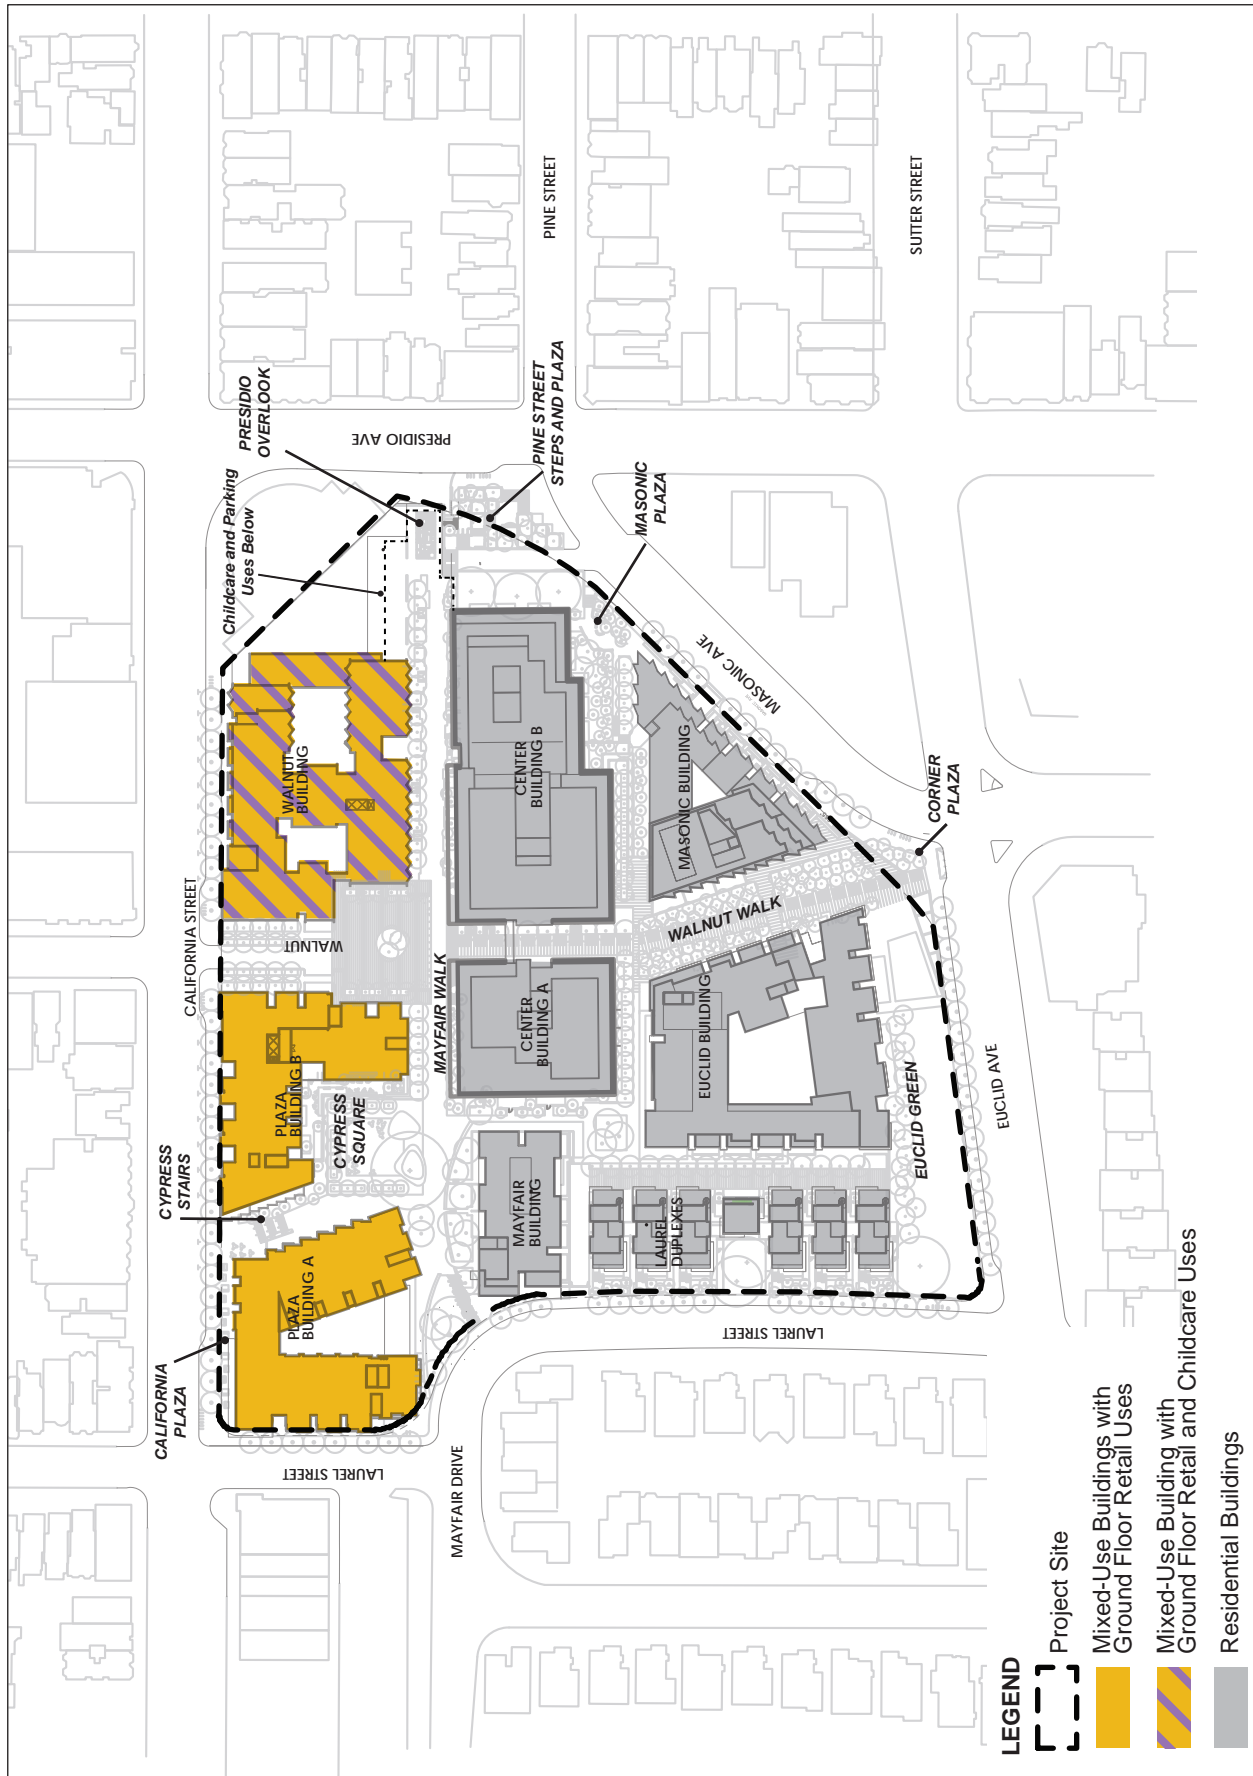 CALIFORNIA
PLAZA
CYPRESS
STAIRS
CALIFORNIA STREET
Childcare and Parking
Uses Below
PRESIDIO
OVERLOOK
PRESIDIO AVE
PINE STREET
PINE STREET
STEPS AND PLAZA
MASONIC
PLAZA
SUTTER STREET
LAUREL STREET
PLAZA
BUILDING A
PLAZA
BUILDING B
CYPRESS
SQUARE
WALNUT
WALNUT
BUILDING
MAYFAIR DRIVE
MAYFAIR WALK
MAYFAIR
BUILDING
CENTER
BUILDING A
CENTER
BUILDING B
LAUREL STREET
LAUREL
DUPLEXES
EUCLID BUILDING
WALNUT WALK
MASONIC BUILDING
MASONIC AVE
EUCLID GREEN
EUCLID AVE
CORNER
PLAZA
LEGEND
Project Site
Mixed-Use Buildings with
Ground Floor Retail Uses
Mixed-Use Building with
Ground Floor Retail and Childcare Uses
Residential Buildings